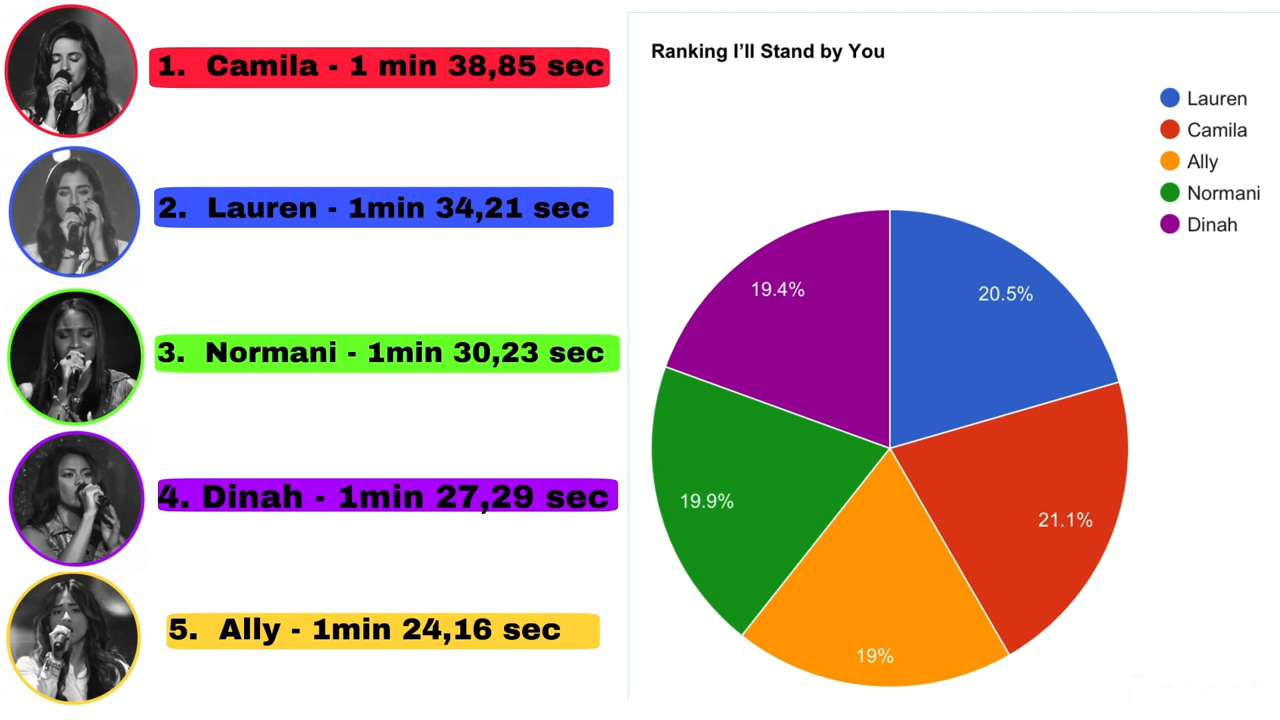 1. Camila - 1 min 38,85 sec
2. Lauren - 1min 34,21 sec
3. Normani - 1min 30,23 sec
4. Dinah - 1min 27,29 sec
5. Ally - 1min 24,16 sec
Ranking I’ll Stand by You
Lauren
Camila
Ally
Normani
Dinah
19.4%
20.5%
19.9%
21.1%
19%